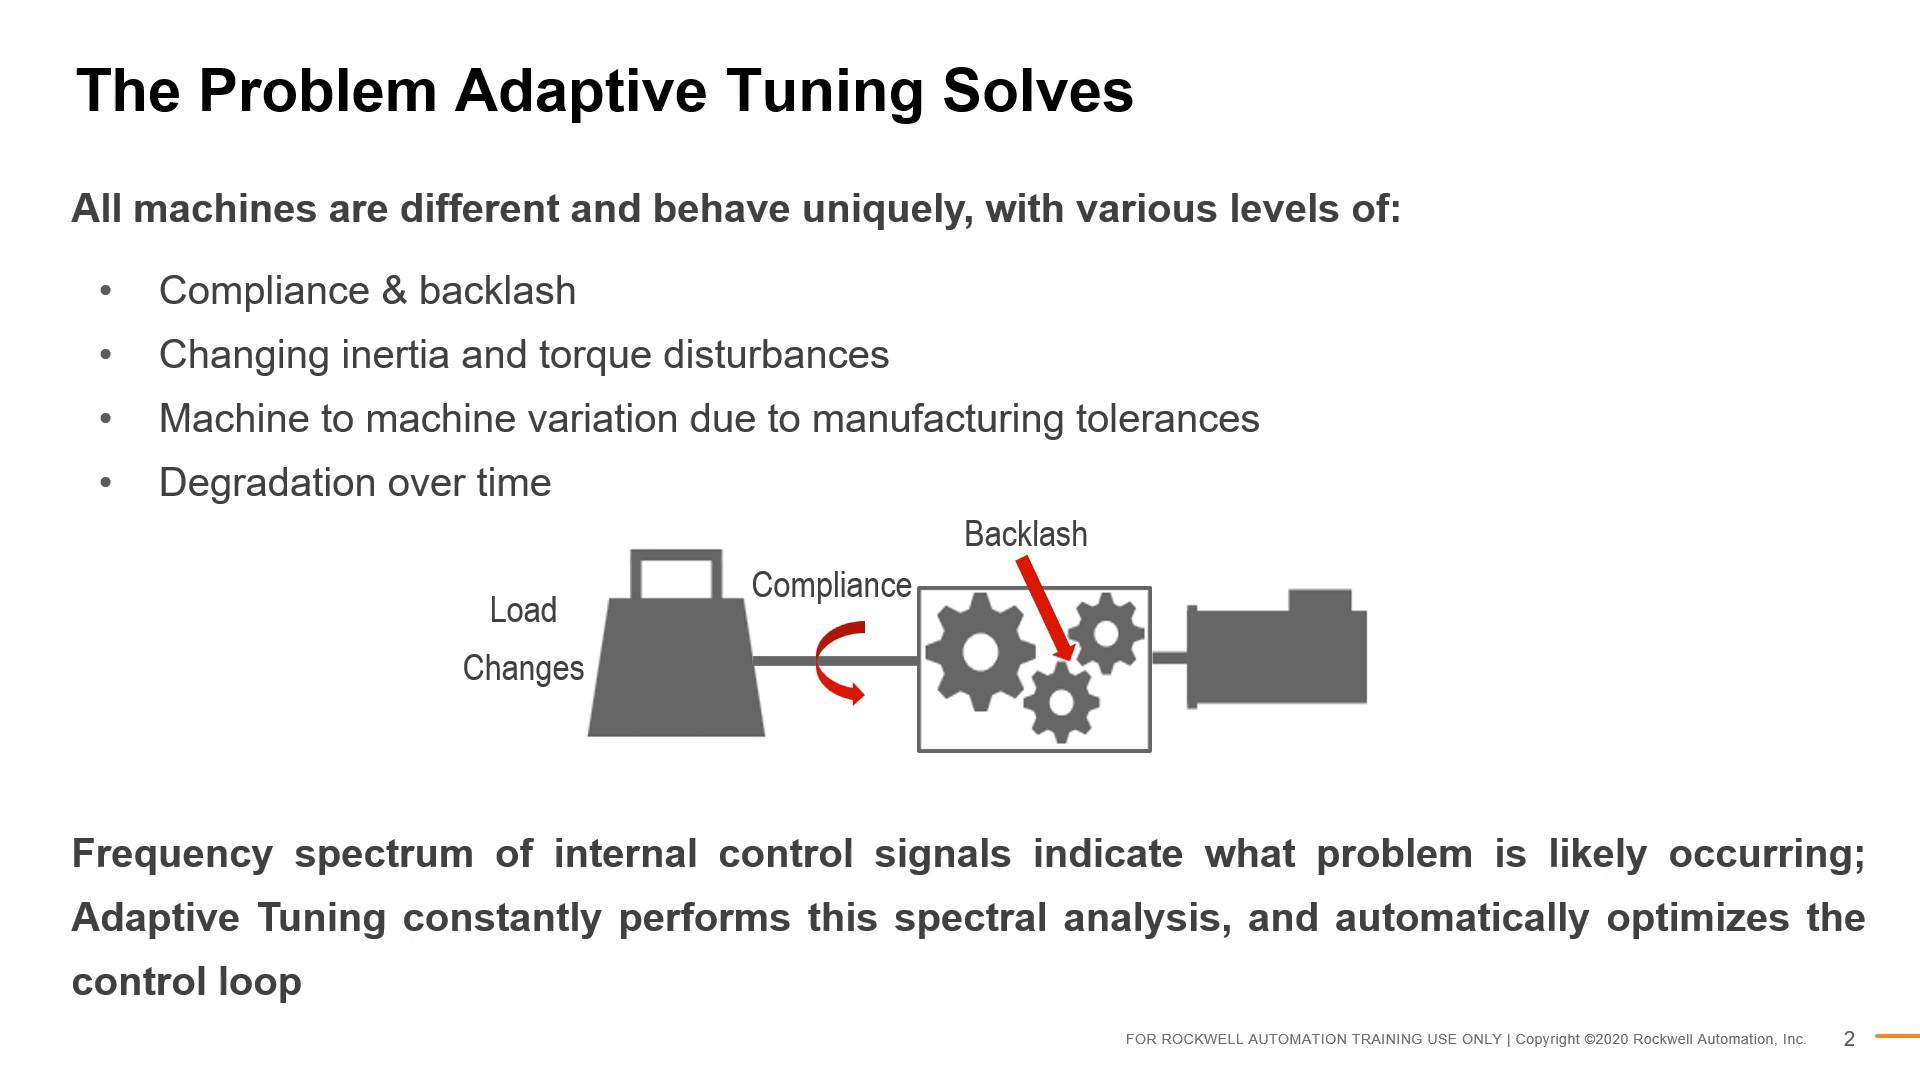 The Problem Adaptive Tuning Solves
All machines are different and behave uniquely, with various levels of:
• Compliance & backlash
• Changing inertia and torque disturbances
• Machine to machine variation due to manufacturing tolerances
• Degradation over time
Backlash
Compliance
Load
Changes
Frequency spectrum of internal control signals indicate what problem is likely occurring;
Adaptive Tuning constantly performs this spectral analysis, and automatically optimizes the
control loop
FOR ROCKWELL AUTOMATION TRAINING USE ONLY | Copyright ©2020 Rockwell Automation, Inc. 2